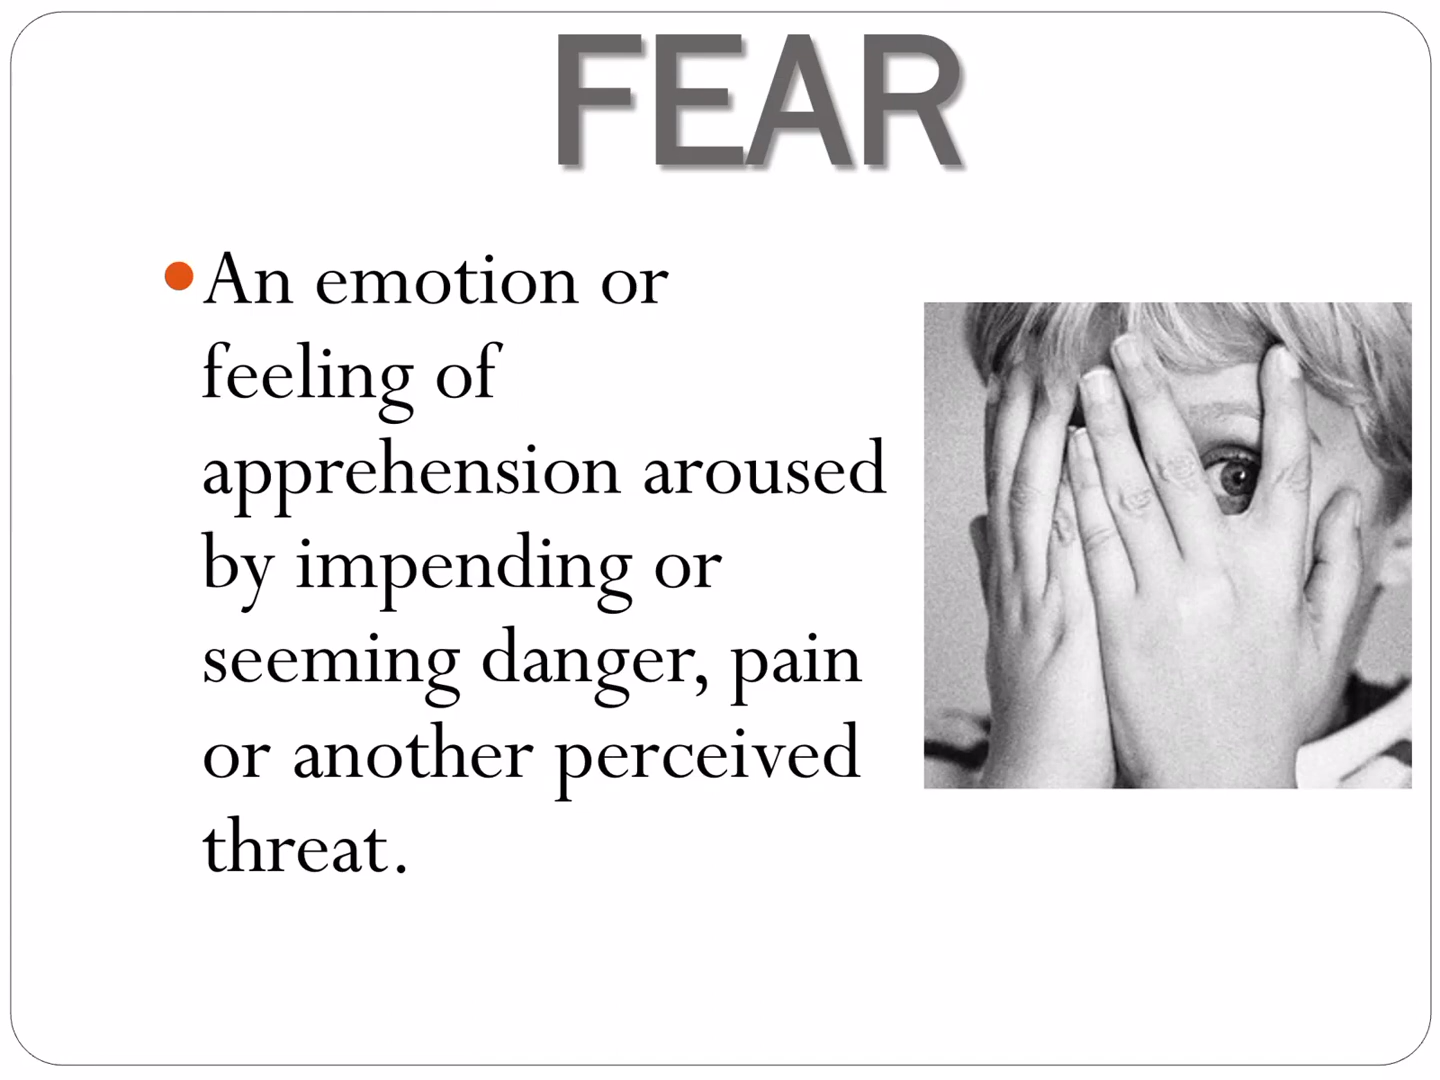 FEAR
An emotion or
feeling of
apprehension aroused
by impending or
seeming danger, pain
or another perceived
threat.